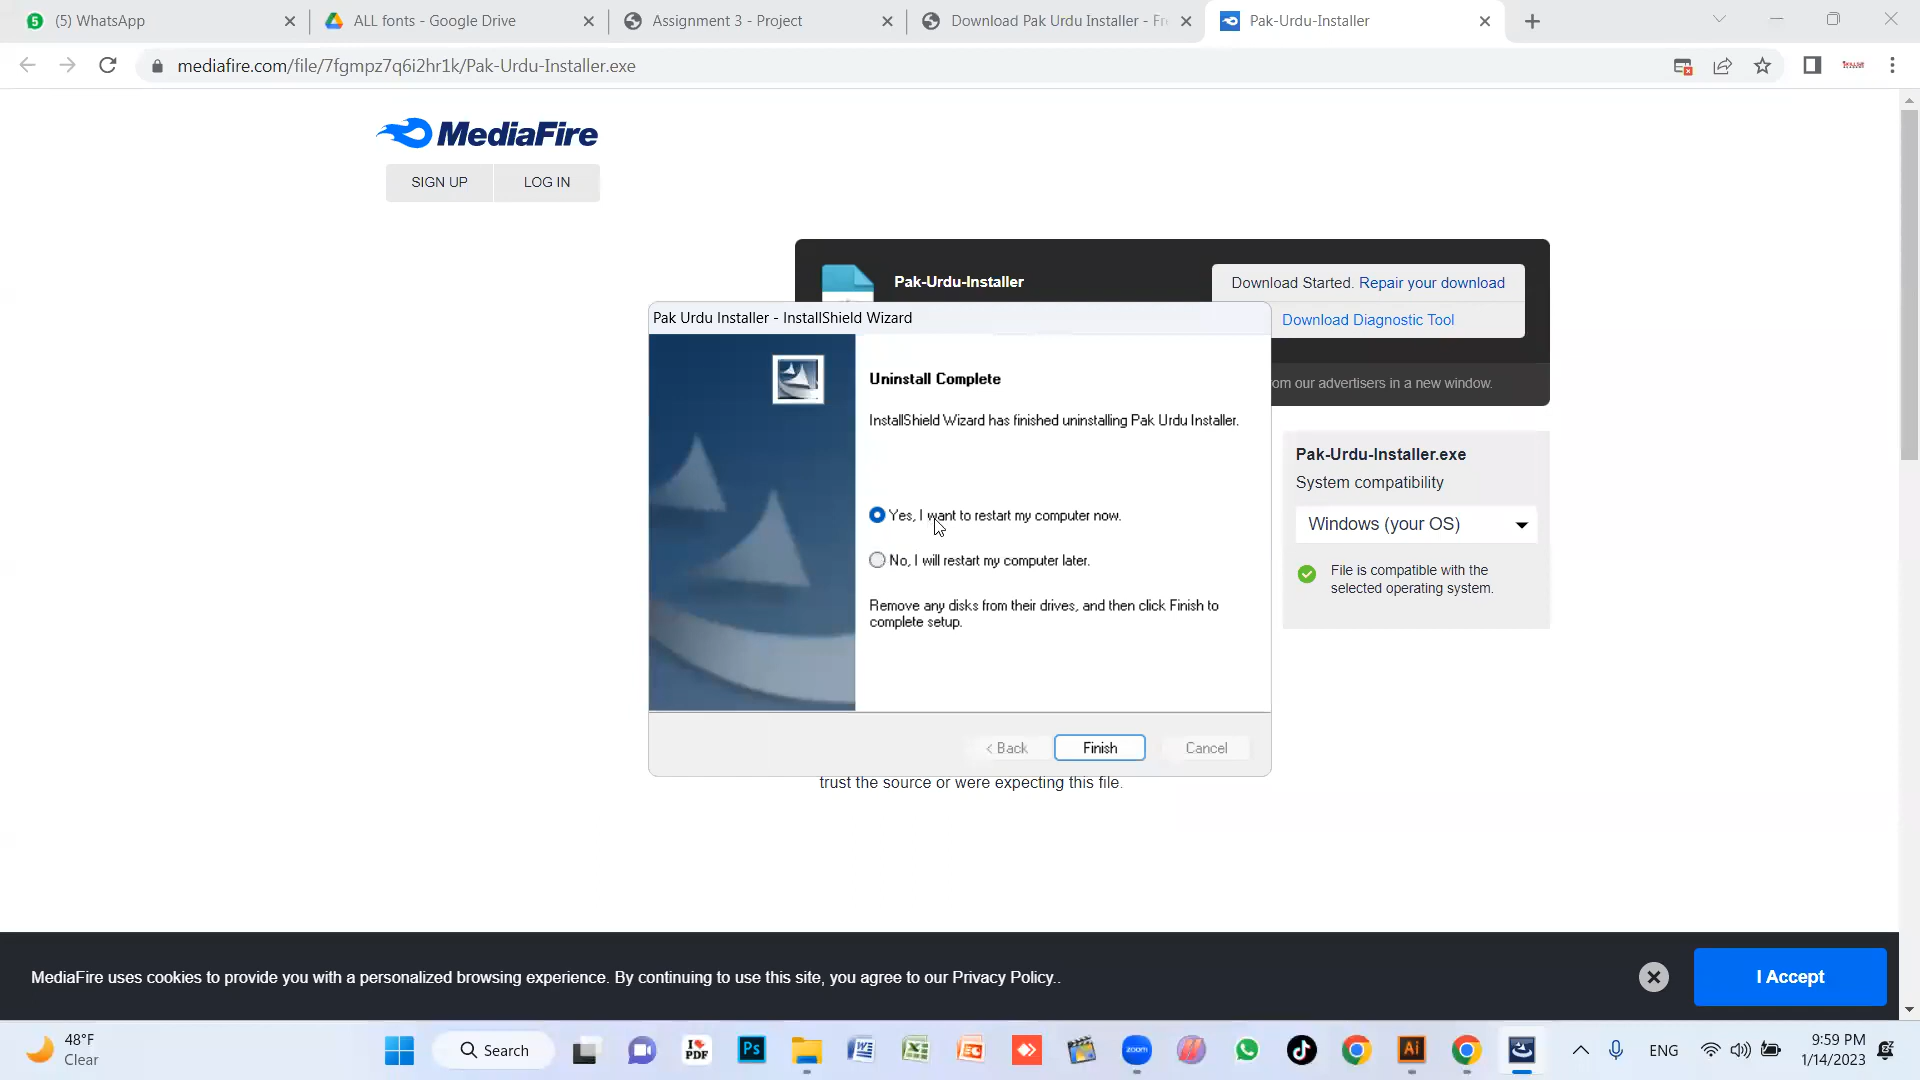 (5) WhatsApp
ALL fonts - Google Drive
Assignment 3 - Project
Download Pak Urdu Installer - Fr
Pak-Urdu-Installer
mediafire.com/file/7fgmpz7q6i2hr1k/Pak-Urdu-Installer.exe
MediaFire
SIGN UP
LOG IN
Pak-Urdu-Installer
Download Started. Repair your download
Download Diagnostic Tool
om our advertisers in a new window.
Pak Urdu Installer - InstallShield Wizard
Uninstall Complete
InstallShield Wizard has finished uninstalling Pak Urdu Installer.
Yes, I want to restart my computer now.
No, I will restart my computer later.
Remove any disks from their drives, and then click Finish to
complete setup.
< Back
Finish
Cancel
Pak-Urdu-Installer.exe
System compatibility
Windows (your OS)
File is compatible with the
selected operating system.
trust the source or were expecting this file.
MediaFire uses cookies to provide you with a personalized browsing experience. By continuing to use this site, you agree to our Privacy Policy..
I Accept
48°F
Clear
Search
I
PDF
Ps
zoom
Ai
ENG
9:59 PM
1/14/2023